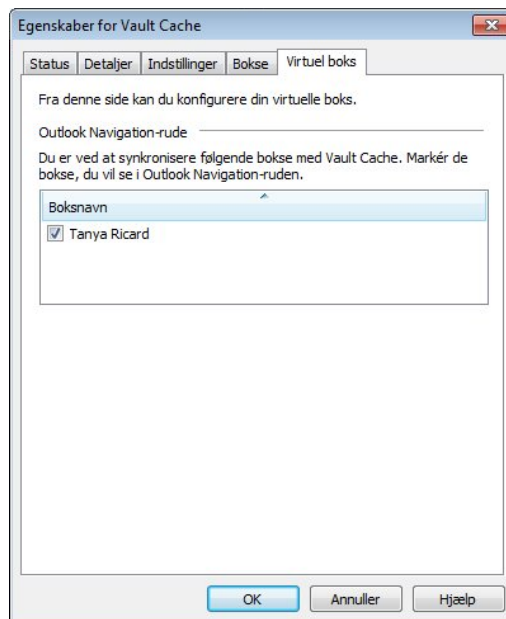 Egenskaber for Vault Cache
Status Detaljer Indstillinger Bokse Virtuel boks
Fra denne side kan du konfigurere din virtuelle boks.
Outlook Navigation-rude
Du er ved at synkronisere følgende bokse med Vault Cache. Markér de
bokse, du vil se i Outlook Navigation-ruden.
Boksnavn
Tanya Ricard
OK Annuller Hjælp